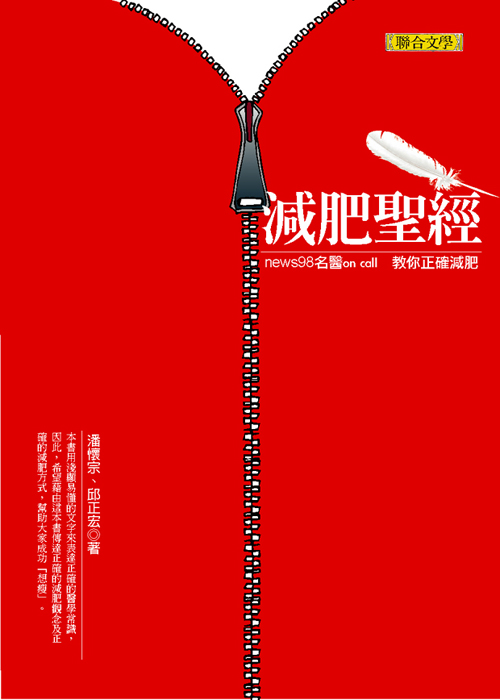 聯合文學
減肥聖經
news98名醫on call　教你正確減肥
潘懷宗、邱正宏◎著
本書用淺顯易懂的文字來表達正確的醫學常識，
因此，希望藉由這本書傳達正確的減肥觀念及正
確的減肥方式，幫助大家成功「想瘦」。